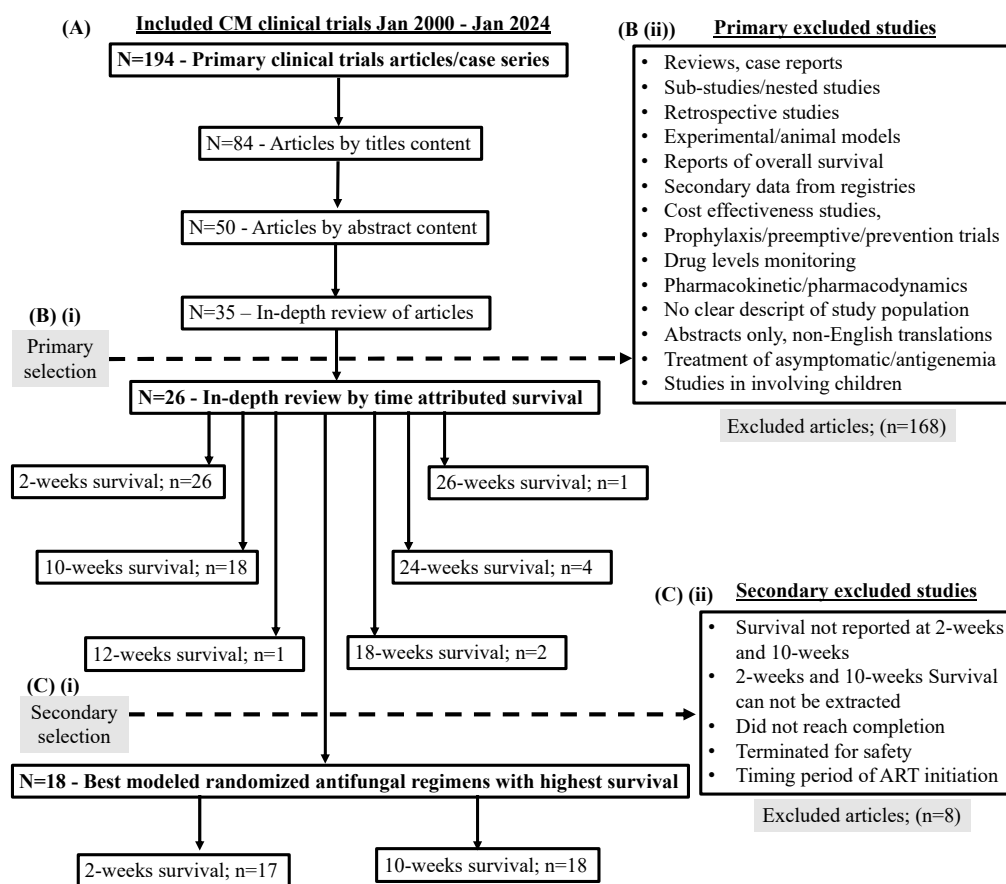 (A)
Included CM clinical trials Jan 2000 - Jan 2024
N=194 - Primary clinical trials articles/case series
N=84 - Articles by titles content
N=50 - Articles by abstract content
N=35 – In-depth review of articles
(B) (i)
Primary
selection
N=26 - In-depth review by time attributed survival
2-weeks survival; n=26
26-weeks survival; n=1
10-weeks survival; n=18
24-weeks survival; n=4
12-weeks survival; n=1
18-weeks survival; n=2
(C) (i)
Secondary
selection
N=18 - Best modeled randomized antifungal regimens with highest survival
2-weeks survival; n=17
10-weeks survival; n=18
(B (ii))
Primary excluded studies
• Reviews, case reports
• Sub-studies/nested studies
• Retrospective studies
• Experimental/animal models
• Reports of overall survival
• Secondary data from registries
• Cost effectiveness studies,
• Prophylaxis/preemptive/prevention trials
• Drug levels monitoring
• Pharmacokinetic/pharmacodynamics
• No clear descript of study population
• Abstracts only, non-English translations
• Treatment of asymptomatic/antigenemia
• Studies in involving children
Excluded articles; (n=168)
(C) (ii)
Secondary excluded studies
• Survival not reported at 2-weeks
and 10-weeks
• 2-weeks and 10-weeks Survival
can not be extracted
• Did not reach completion
• Terminated for safety
• Timing period of ART initiation
Excluded articles; (n=8)